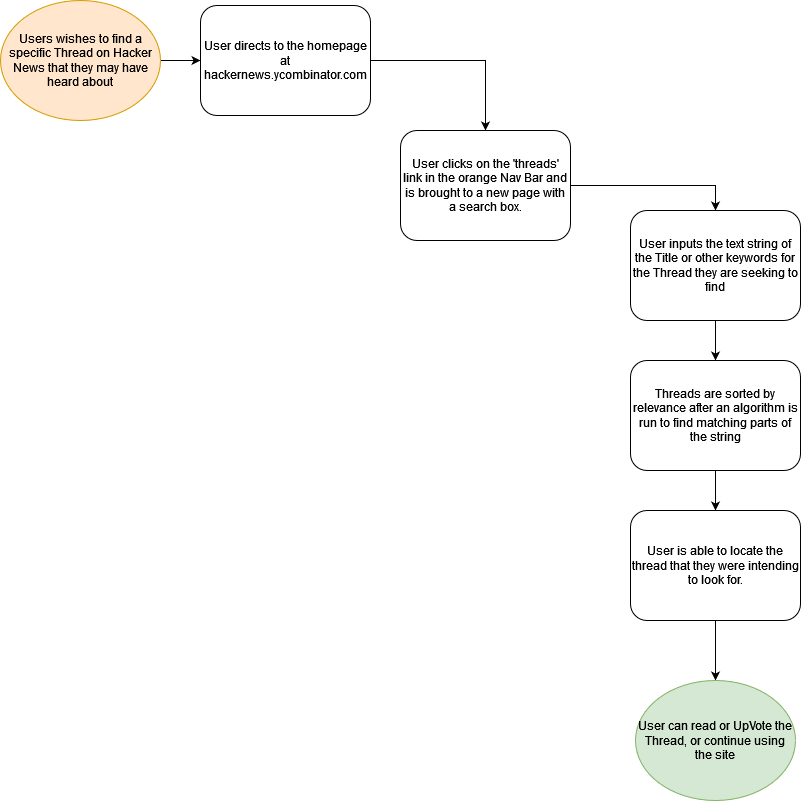 Users wishes to find a
specific Thread on Hacker
News that they may have
heard about
User directs to the homepage
at
hackernews.ycombinator.com
User clicks on the 'threads'
link in the orange Nav Bar and
is brought to a new page with
a search box.
User inputs the text string of
the Title or other keywords for
the Thread they are seeking to
find
Threads are sorted by
relevance after an algorithm is
run to find matching parts of
the string
User is able to locate the
thread that they were intending
to look for.
User can read or UpVote the
Thread, or continue using
the site